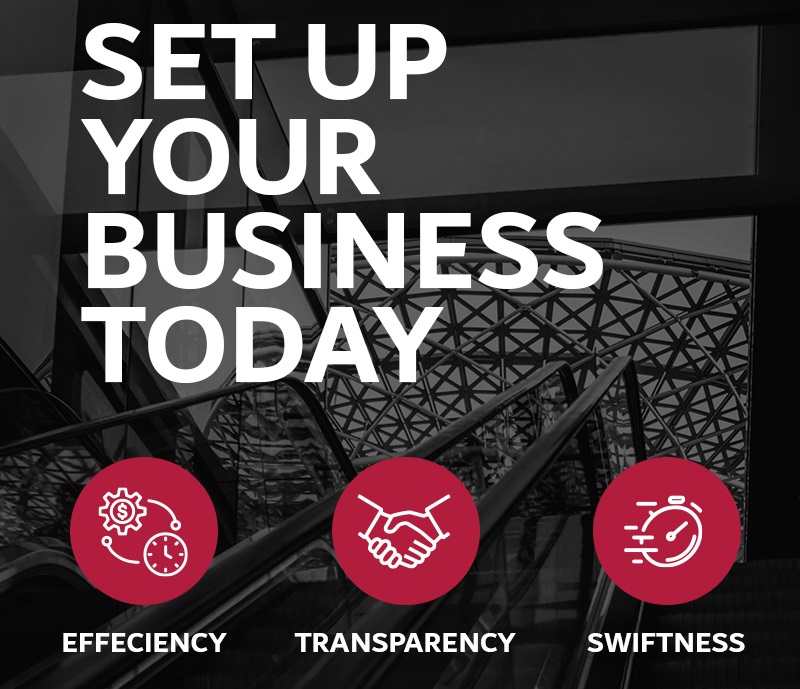 SET UP
YOUR
BUSINESS
TODAY
$
EFFECIENCY
TRANSPARENCY
SWIFTNESS